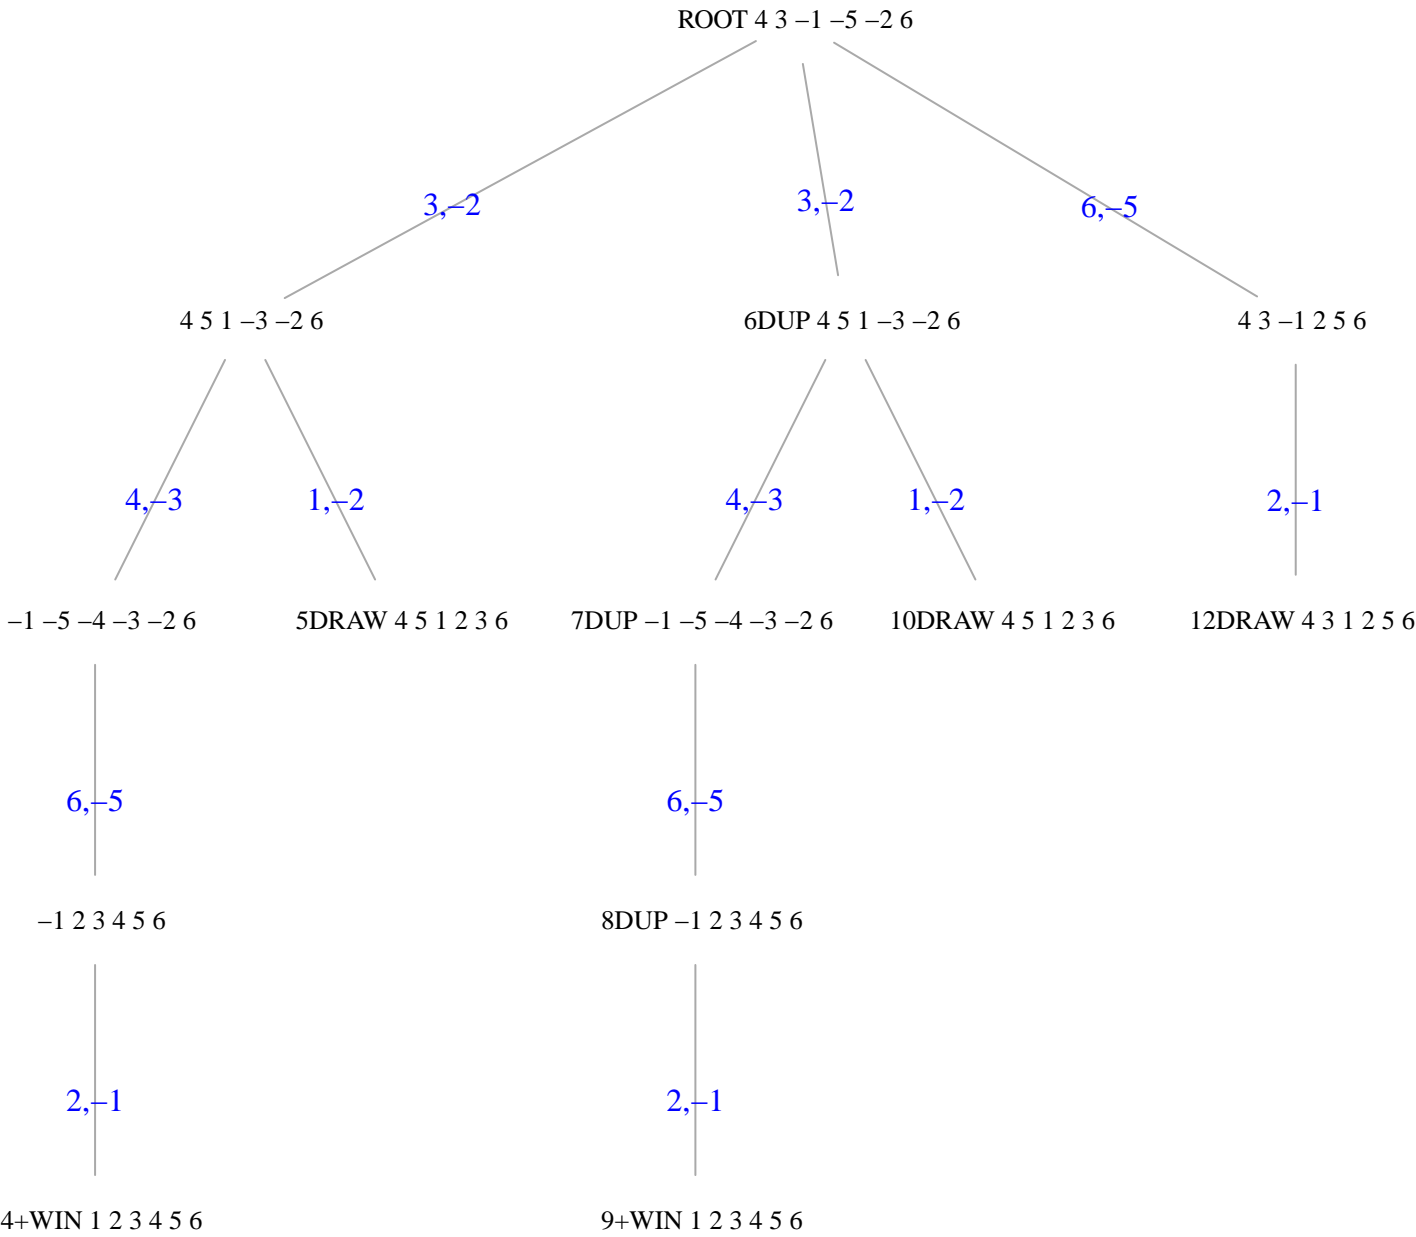 ROOT 4 3 –1 –5 –2 6
3,–2
3,–2
6,–5
4 5 1 –3 –2 6
6DUP 4 5 1 –3 –2 6
4 3 –1 2 5 6
4,–3
1,–2
4,–3
1,–2
2,–1
–1 –5 –4 –3 –2 6
5DRAW 4 5 1 2 3 6
7DUP –1 –5 –4 –3 –2 6
10DRAW 4 5 1 2 3 6
12DRAW 4 3 1 2 5 6
6,–5
6,–5
–1 2 3 4 5 6
8DUP –1 2 3 4 5 6
2,–1
2,–1
4+WIN 1 2 3 4 5 6
9+WIN 1 2 3 4 5 6